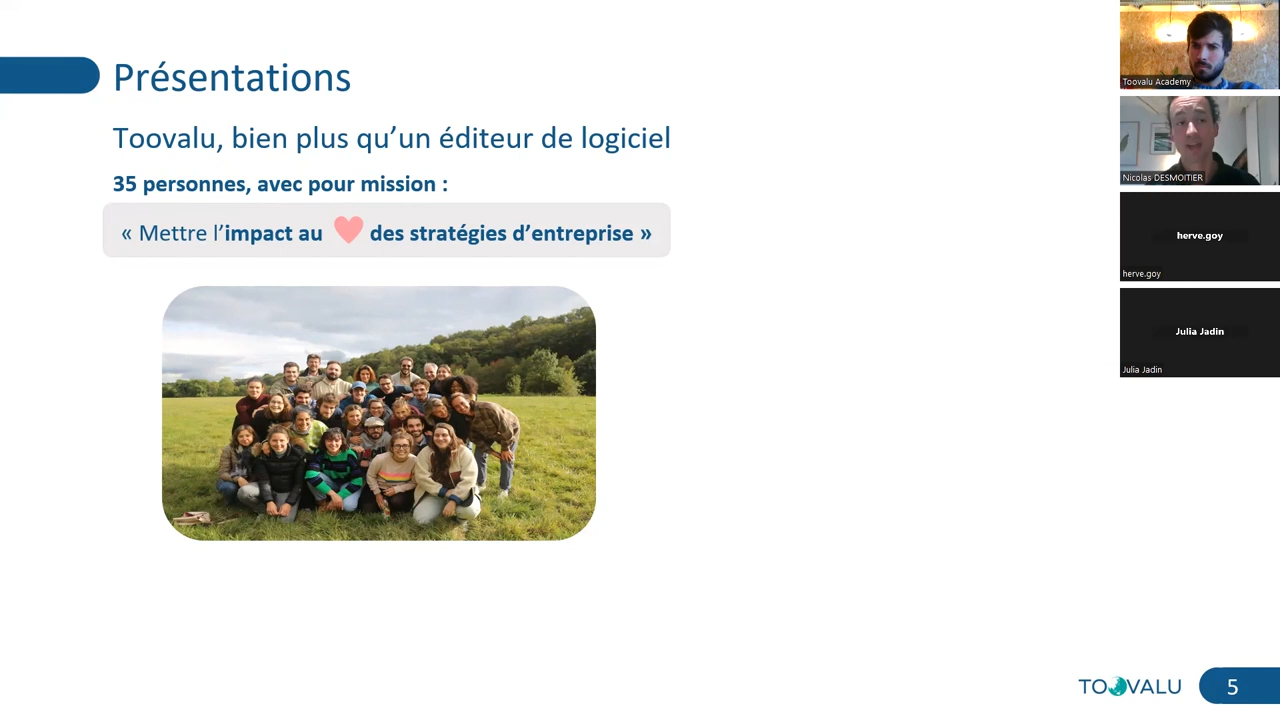 Présentations
Toovalu, bien plus qu’un éditeur de logiciel
35 personnes, avec pour mission :
« Mettre l’impact au des stratégies d’entreprise »
TOOVALU
5
Toovalu Academy
Nicolas DESMOITIER
herve.goy
herve.goy
Julia Jadin
Julia Jadin